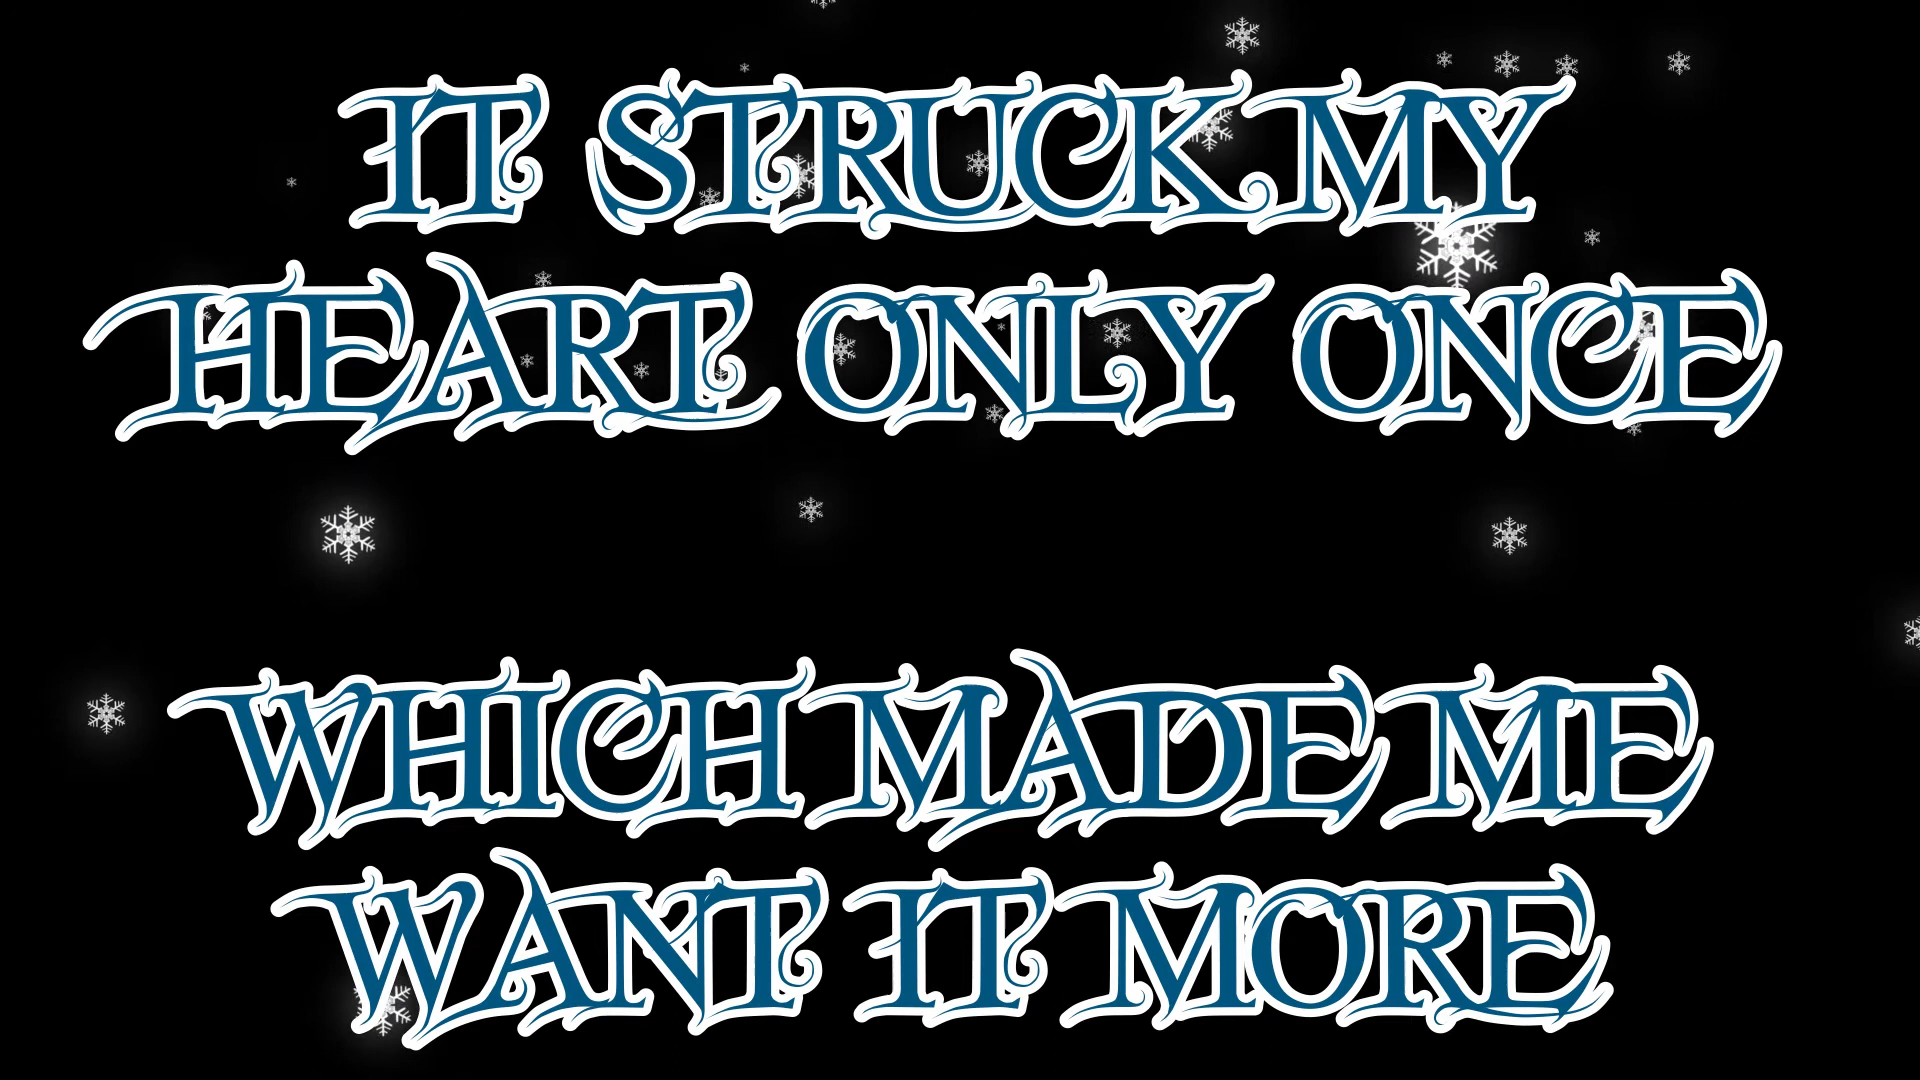 IT STRUCK MY
HEART ONLY ONCE
WHICH MADE ME
WANT IT MORE